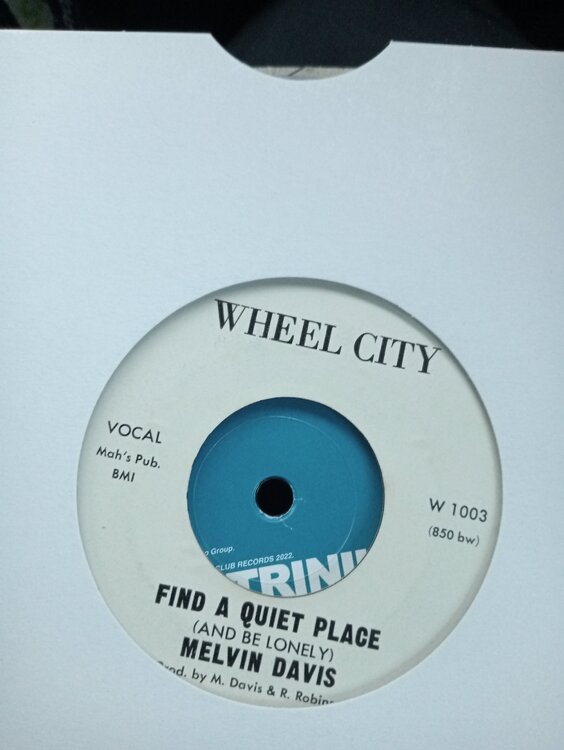 WHEEL CITY
VOCAL
Mah's Pub.
BMI
W 1003
(850 bw)
Group.
CLUB RECORDS 2022.
FIND A QUIET PLACE
(AND BE LONELY)
MELVIN DAVIS
by M. Davis & R.